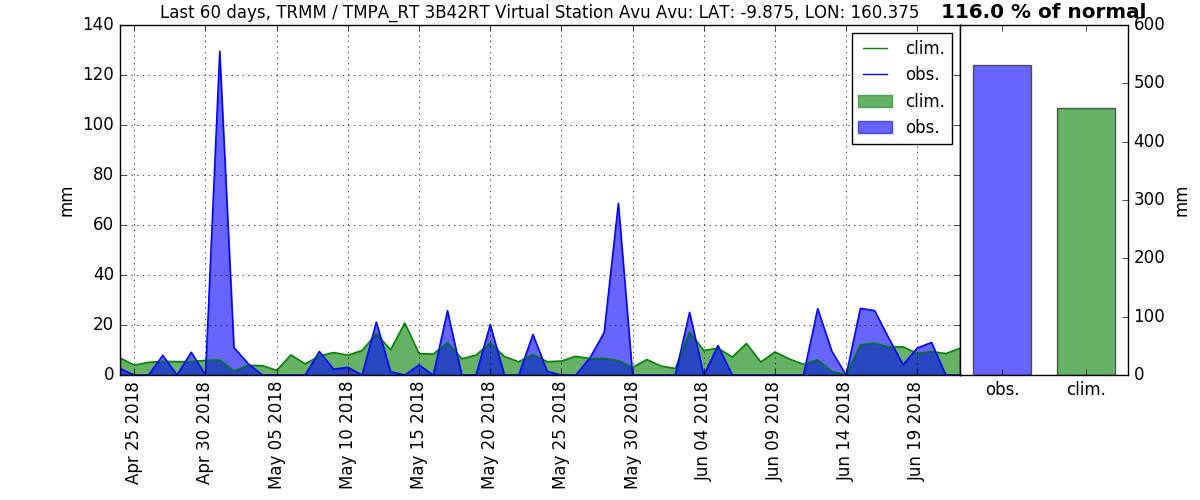 Last 60 days, TRMM / TMPA_RT 3B42RT Virtual Station Avu Avu: LAT: -9.875, LON: 160.375
116.0 % of normal
140
120
100
80
60
40
20
0
mm
clim.
obs.
clim.
obs.
600
500
400
300
200
100
0
mm
Apr 25 2018
Apr 30 2018
May 05 2018
May 10 2018
May 15 2018
May 20 2018
May 25 2018
May 30 2018
Jun 04 2018
Jun 09 2018
Jun 14 2018
Jun 19 2018
obs.
clim.